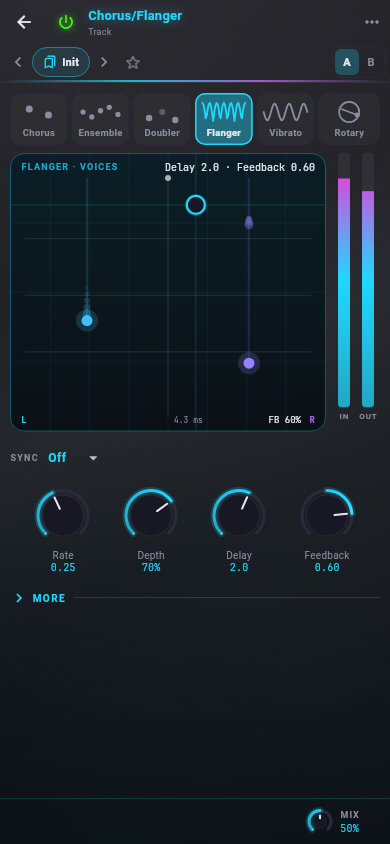 Chorus/Flanger
Track
Init
A B
Chorus Ensemble Doubler Flanger Vibrato Rotary
FLANGER · VOICES Delay 2.0 · Feedback 0.60
L 4.3 ms FB 60% R
IN OUT
SYNC Off
Rate Depth Delay Feedback
0.25 70% 2.0 0.60
MORE
MIX
50%